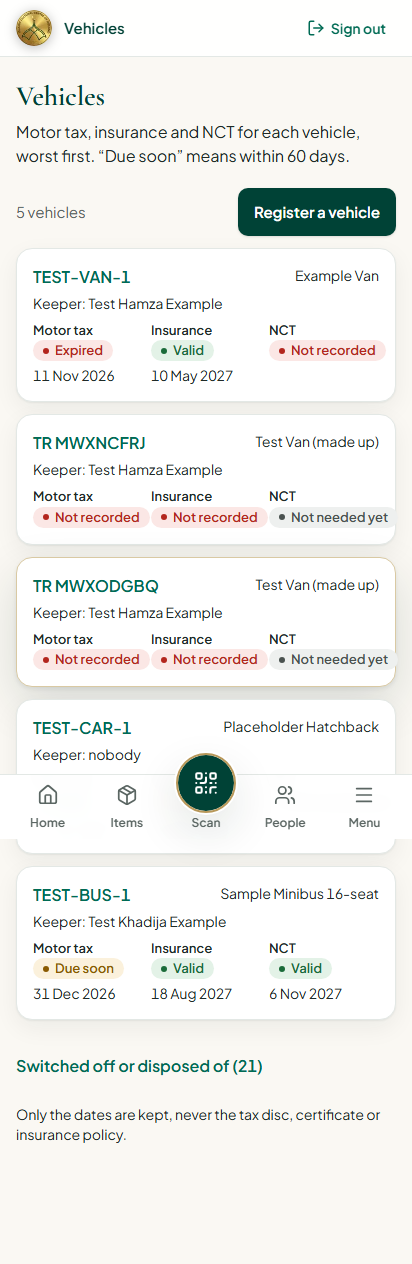 Vehicles
Sign out
Vehicles
Motor tax, insurance and NCT for each vehicle,
worst first. “Due soon” means within 60 days.
5 vehicles
Register a vehicle
TEST-VAN-1
Example Van
Keeper: Test Hamza Example
Motor tax
Insurance
NCT
Expired
Valid
Not recorded
11 Nov 2026
10 May 2027
TR MWXNCFRJ
Test Van (made up)
Keeper: Test Hamza Example
Motor tax
Insurance
NCT
Not recorded
Not recorded
Not needed yet
TR MWXODGBQ
Test Van (made up)
Keeper: Test Hamza Example
Motor tax
Insurance
NCT
Not recorded
Not recorded
Not needed yet
TEST-CAR-1
Placeholder Hatchback
Keeper: nobody
Home
Items
Scan
People
Menu
TEST-BUS-1
Sample Minibus 16-seat
Keeper: Test Khadija Example
Motor tax
Insurance
NCT
Due soon
Valid
Valid
31 Dec 2026
18 Aug 2027
6 Nov 2027
Switched off or disposed of (21)
Only the dates are kept, never the tax disc, certificate or
insurance policy.